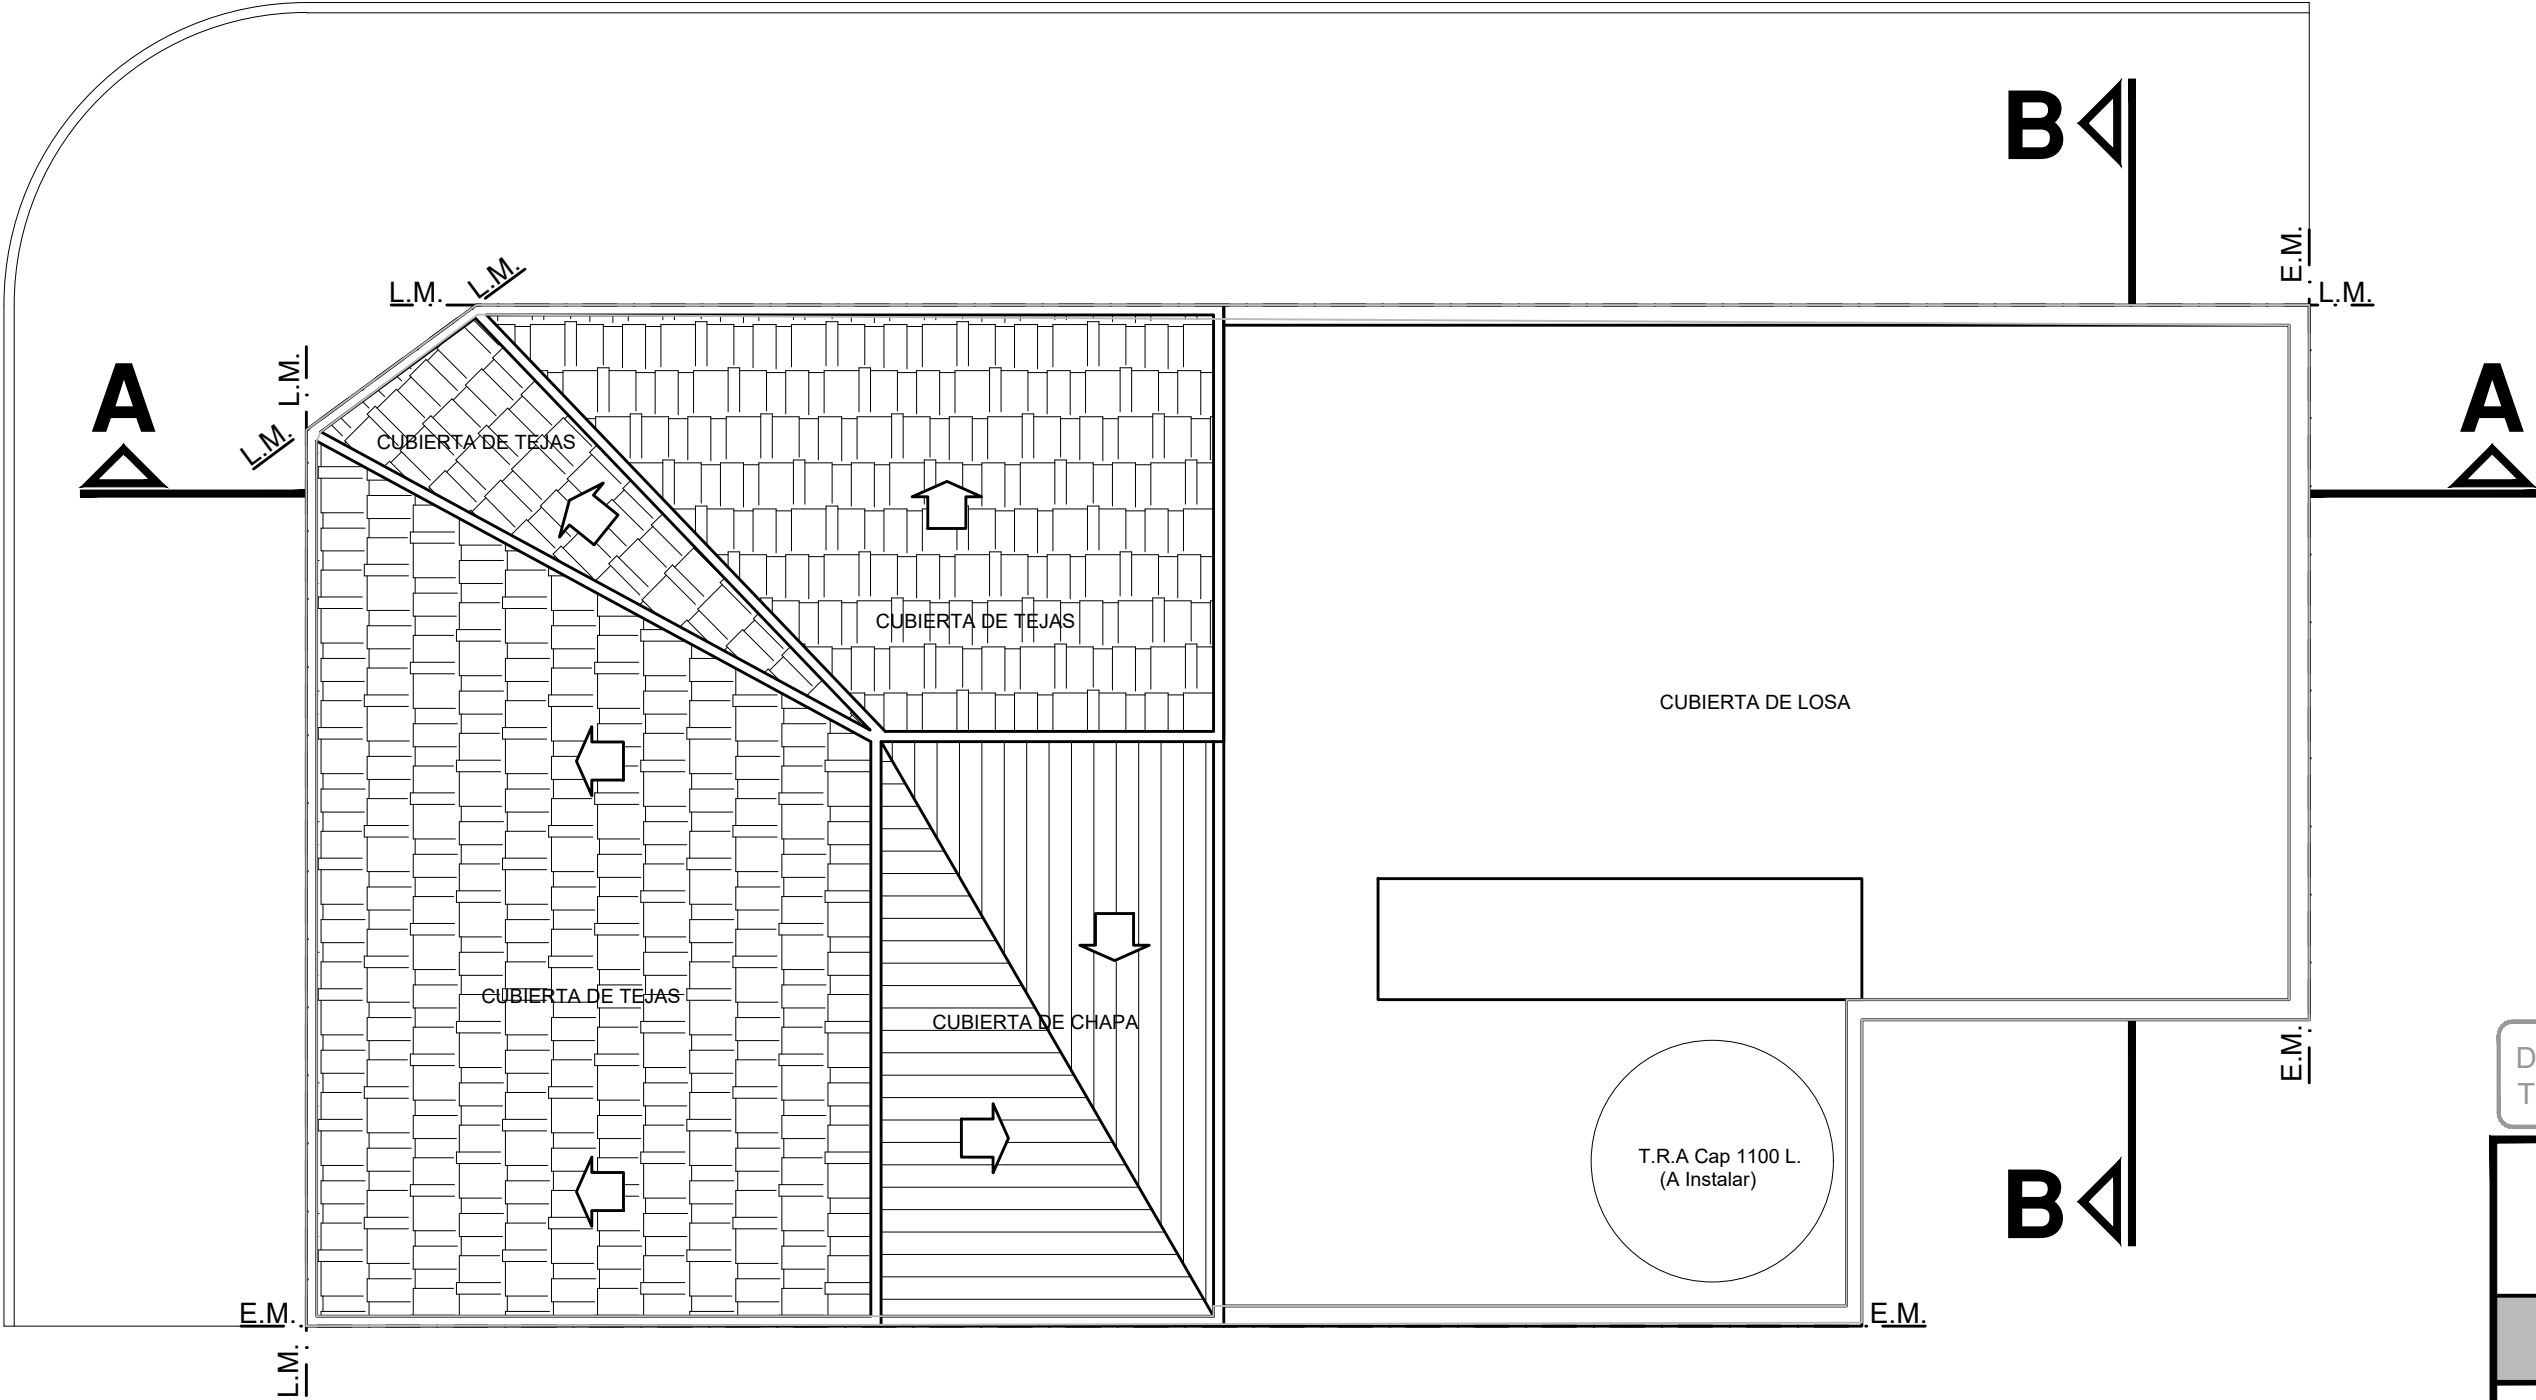 B
E.M.
L.M.
L.M.
L.M.
L.M.
L.M.
A
A
CUBIERTA DE TEJAS
CUBIERTA DE TEJAS
CUBIERTA DE LOSA
CUBIERTA DE TEJAS
CUBIERTA DE CHAPA
E.M.
D
T
T.R.A Cap 1100 L.
(A Instalar)
B
E.M.
E.M.
L.M.